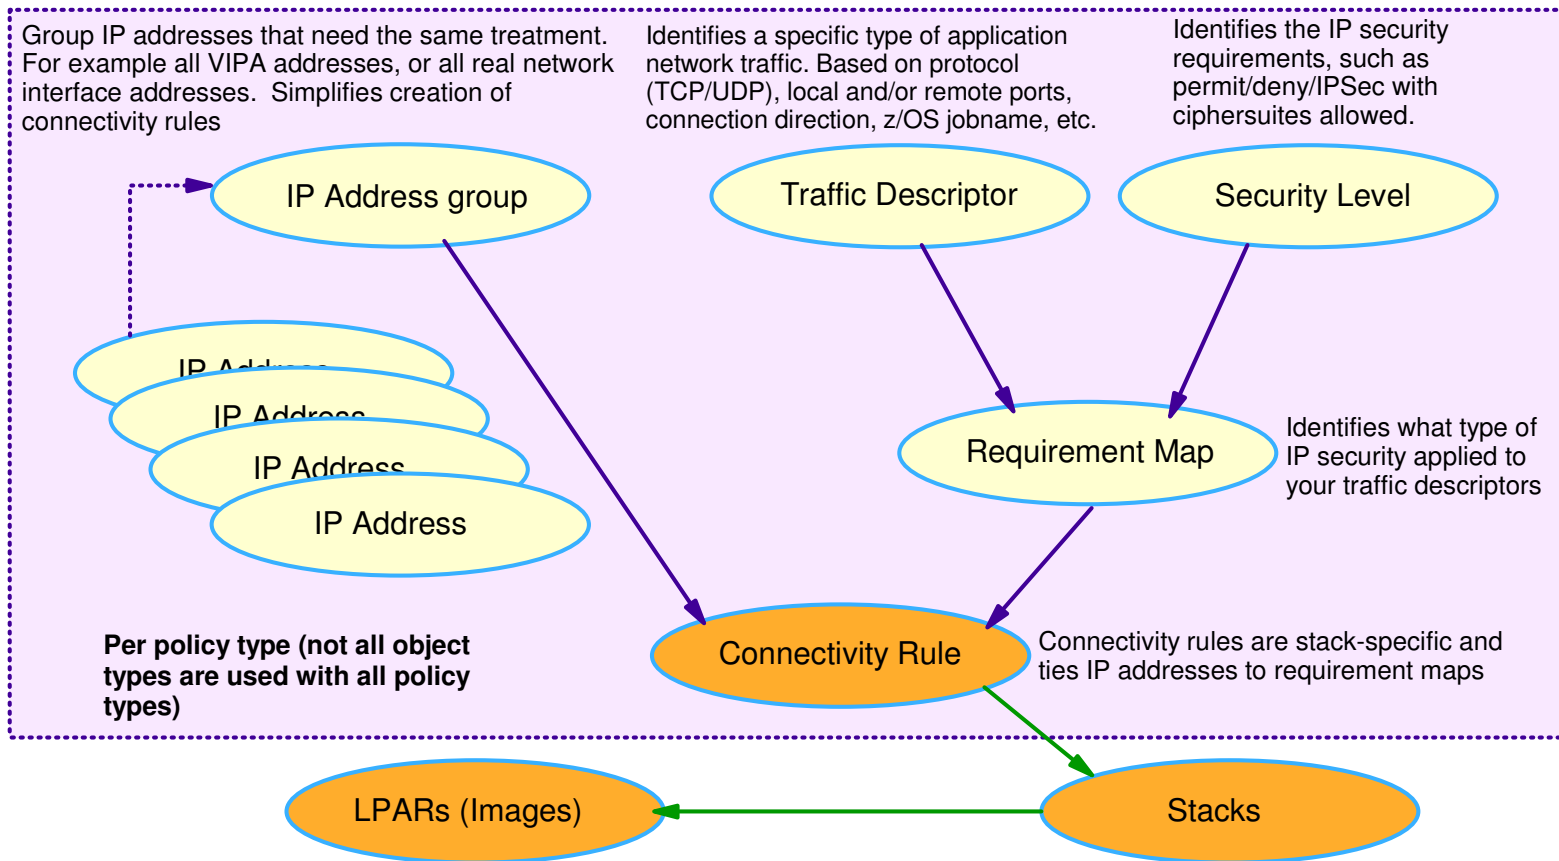 Group IP addresses that need the same treatment.
For example all VIPA addresses, or all real network
interface addresses.  Simplifies creation of
connectivity rules
Identifies a specific type of application
network traffic. Based on protocol
(TCP/UDP), local and/or remote ports,
connection direction, z/OS jobname, etc.
Identifies the IP security
requirements, such as
permit/deny/IPSec with
ciphersuites allowed.
IP Address group
Traffic Descriptor
Security Level
IP Address
IP Address
IP Address
IP Address
Requirement Map
Identifies what type of
IP security applied to
your traffic descriptors
Per policy type (not all object
types are used with all policy
types)
Connectivity Rule
Connectivity rules are stack-specific and
ties IP addresses to requirement maps
LPARs (Images)
Stacks